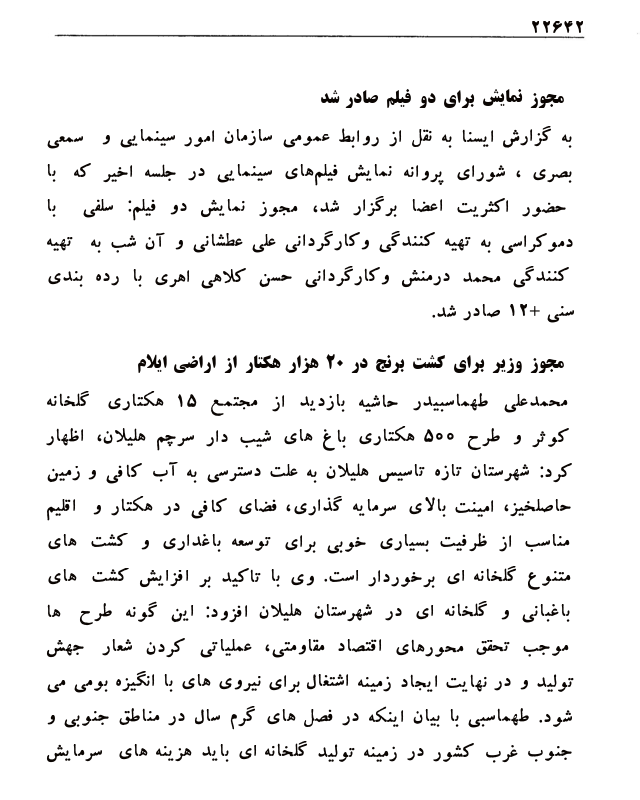 ۲۲۶۴۲
مجوز نمایش برای دو فیلم صادر شد
به گزارش ایسنا به نقل از روابط عمومی سازمان امور سینمایی و سمعی
بصری ، شورای پروانه نمایش فیلم‌های سینمایی در جلسه اخیر که با
حضور اکثریت اعضا برگزار شد، مجوز نمایش دو فیلم: سلفی با
دموکراسی به تهیه کنندگی وکارگردانی علی عطشانی و آن شب به تهیه
کنندگی محمد درمنش وکارگردانی حسن کلاهی اهری با رده بندی
سنی +۱۲ صادر شد.
مجوز وزیر برای کشت برنج در ۲۰ هزار هکتار از اراضی ایلام
محمدعلی طهماسبیدر حاشیه بازدید از مجتمع ۱۵ هکتاری گلخانه
کوثر و طرح ۵۰۰ هکتاری باغ های شیب دار سرچم هلیلان، اظهار
کرد: شهرستان تازه تاسیس هلیلان به علت دسترسی به آب کافی و زمین
حاصلخیز، امینت بالای سرمایه گذاری، فضای کافی در هکتار و اقلیم
مناسب از ظرفیت بسیاری خوبی برای توسعه باغداری و کشت های
متنوع گلخانه ای برخوردار است. وی با تاکید بر افزایش کشت های
باغبانی و گلخانه ای در شهرستان هلیلان افزود: این گونه طرح ها
موجب تحقق محورهای اقتصاد مقاومتی، عملیاتی کردن شعار جهش
تولید و در نهایت ایجاد زمینه اشتغال برای نیروی های با انگیزه بومی می
شود. طهماسبی با بیان اینکه در فصل های گرم سال در مناطق جنوبی و
جنوب غرب کشور در زمینه تولید گلخانه ای باید هزینه های سرمایش